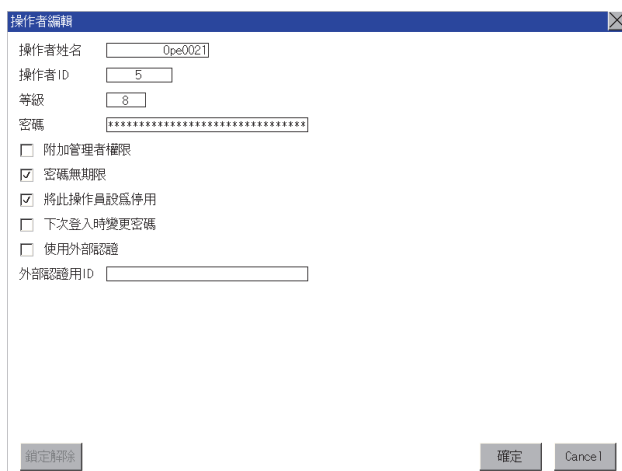 操作者編輯
操作者姓名 Ope0021
操作者ID 5
等級 8
密碼 ********************************
附加管理者權限
密碼無期限
將此操作員設爲停用
下次登入時變更密碼
使用外部認證
外部認證用ID
鎖定解除 確定 Cancel